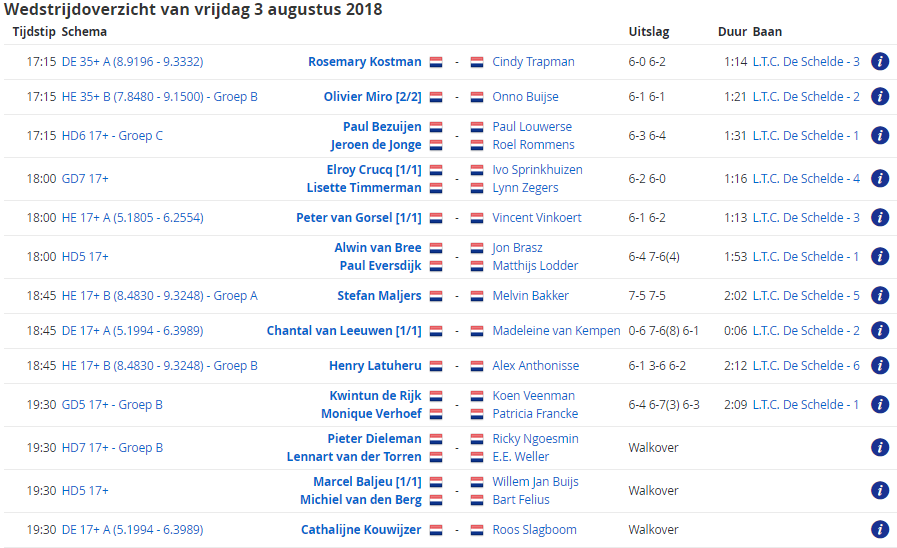 Wedstrijdoverzicht van vrijdag 3 augustus 2018
Tijdstip Schema Uitslag Duur Baan
17:15 DE 35+ A (8.9196 - 9.3332) Rosemary Kostman - Cindy Trapman 6-0 6-2 1:14 L.T.C. De Schelde - 3 i
17:15 HE 35+ B (7.8480 - 9.1500) - Groep B Olivier Miro [2/2] - Onno Buijse 6-1 6-1 1:21 L.T.C. De Schelde - 2 i
Paul Bezuijen Paul Louwerse
17:15 HD6 17+ - Groep C - 6-3 6-4 1:31 L.T.C. De Schelde - 1 i
Jeroen de Jonge Roel Rommens
Elroy Crucq [1/1] Ivo Sprinkhuizen
18:00 GD7 17+ - 6-2 6-0 1:16 L.T.C. De Schelde - 4 i
Lisette Timmerman Lynn Zegers
18:00 HE 17+ A (5.1805 - 6.2554) Peter van Gorsel [1/1] - Vincent Vinkoert 6-1 6-2 1:13 L.T.C. De Schelde - 3 i
Alwin van Bree Jon Brasz
18:00 HD5 17+ - 6-4 7-6(4) 1:53 L.T.C. De Schelde - 1 i
Paul Eversdijk Matthijs Lodder
18:45 HE 17+ B (8.4830 - 9.3248) - Groep A Stefan Maljers - Melvin Bakker 7-5 7-5 2:02 L.T.C. De Schelde - 5 i
18:45 DE 17+ A (5.1994 - 6.3989) Chantal van Leeuwen [1/1] - Madeleine van Kempen 0-6 7-6(8) 6-1 0:06 L.T.C. De Schelde - 2 i
18:45 HE 17+ B (8.4830 - 9.3248) - Groep B Henry Latuheru - Alex Anthonisse 6-1 3-6 6-2 2:12 L.T.C. De Schelde - 6 i
Kwintun de Rijk Koen Veenman
19:30 GD5 17+ - Groep B - 6-4 6-7(3) 6-3 2:09 L.T.C. De Schelde - 1 i
Monique Verhoef Patricia Francke
Pieter Dieleman Ricky Ngoesmin
19:30 HD7 17+ - Groep B - Walkover i
Lennart van der Torren E.E. Weller
Marcel Baljeu [1/1] Willem Jan Buijs
19:30 HD5 17+ - Walkover i
Michiel van den Berg Bart Felius
19:30 DE 17+ A (5.1994 - 6.3989) Cathalijne Kouwijzer - Roos Slagboom Walkover i